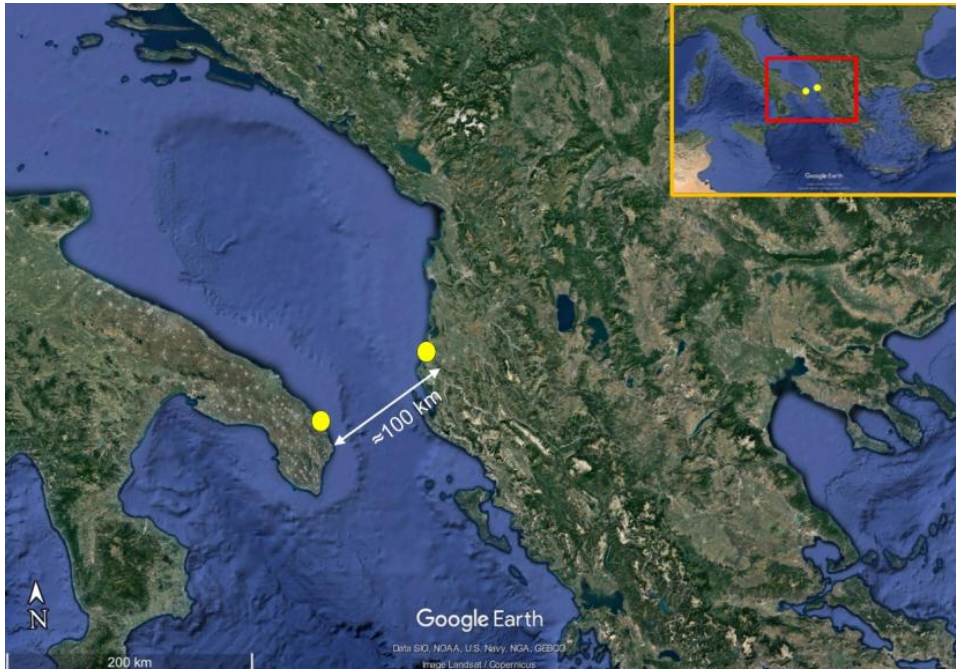 Google Earth
≈100 km
N
Google Earth
Data SIO, NOAA, U.S. Navy, NGA, GEBCO
Image Landsat / Copernicus
200 km